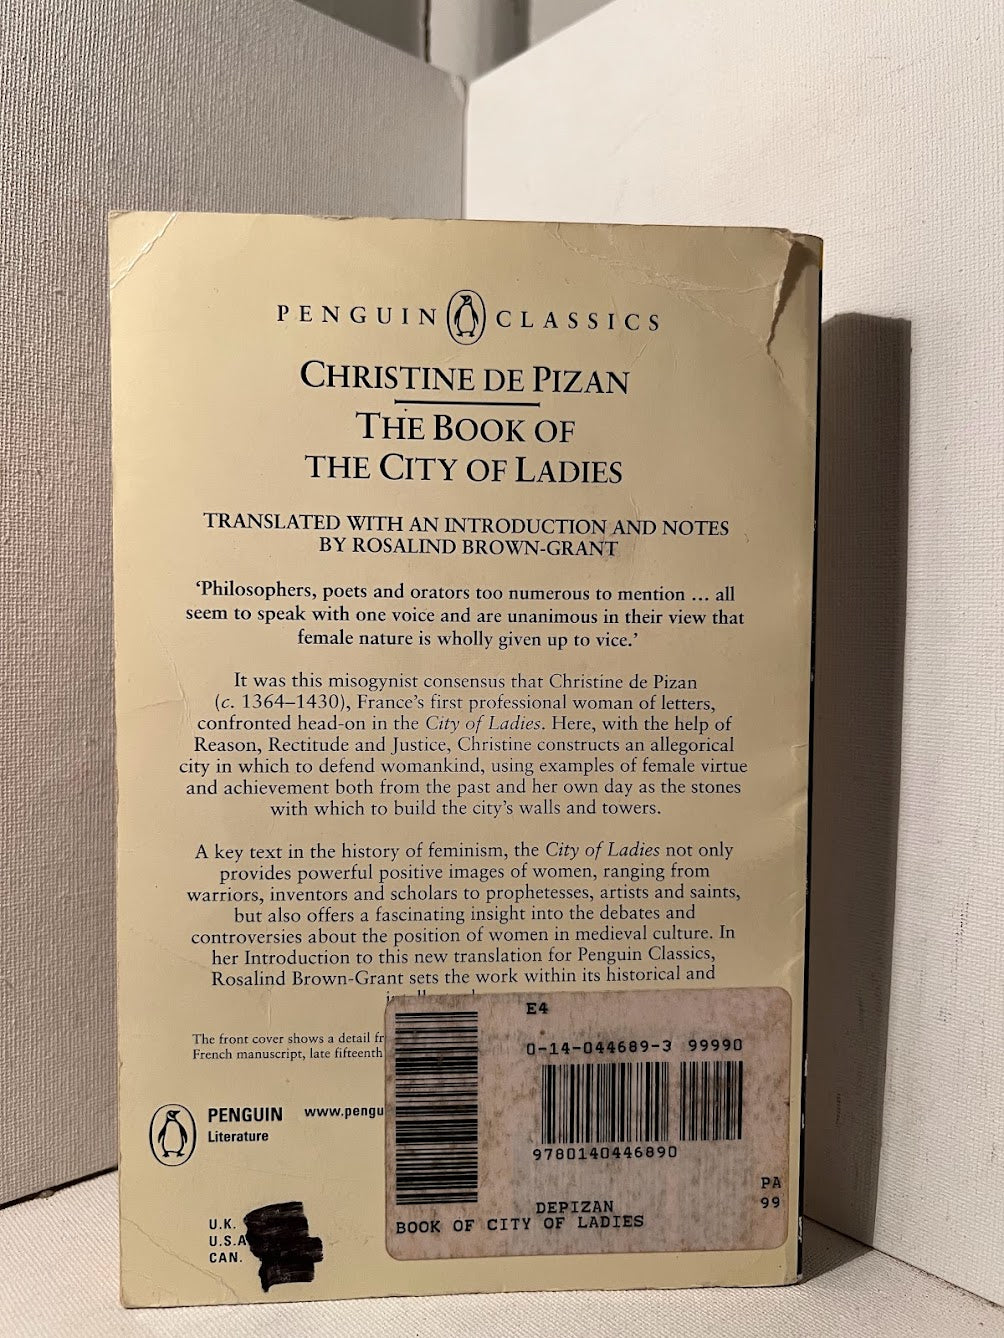 PENGUIN CLASSICS
CHRISTINE DE PIZAN
THE BOOK OF
THE CITY OF LADIES
TRANSLATED WITH AN INTRODUCTION AND NOTES
BY ROSALIND BROWN-GRANT
‘Philosophers, poets and orators too numerous to mention ... all
seem to speak with one voice and are unanimous in their view that
female nature is wholly given up to vice.’
It was this misogynist consensus that Christine de Pizan
(c. 1364–1430), France’s first professional woman of letters,
confronted head-on in the City of Ladies. Here, with the help of
Reason, Rectitude and Justice, Christine constructs an allegorical
city in which to defend womankind, using examples of female virtue
and achievement both from the past and her own day as the stones
with which to build the city’s walls and towers.
A key text in the history of feminism, the City of Ladies not only
provides powerful positive images of women, ranging from
warriors, inventors and scholars to prophetesses, artists and saints,
but also offers a fascinating insight into the debates and
controversies about the position of women in medieval culture. In
her Introduction to this new translation for Penguin Classics,
Rosalind Brown-Grant sets the work within its historical and
The front cover shows a detail fr
French manuscript, late fifteenth
PENGUIN www.pengu
Literature
U.K.
U.S.A
CAN.
E4
0-14-044689-3 99990
9780140446890
PA
99
DEPIZAN
BOOK OF CITY OF LADIES